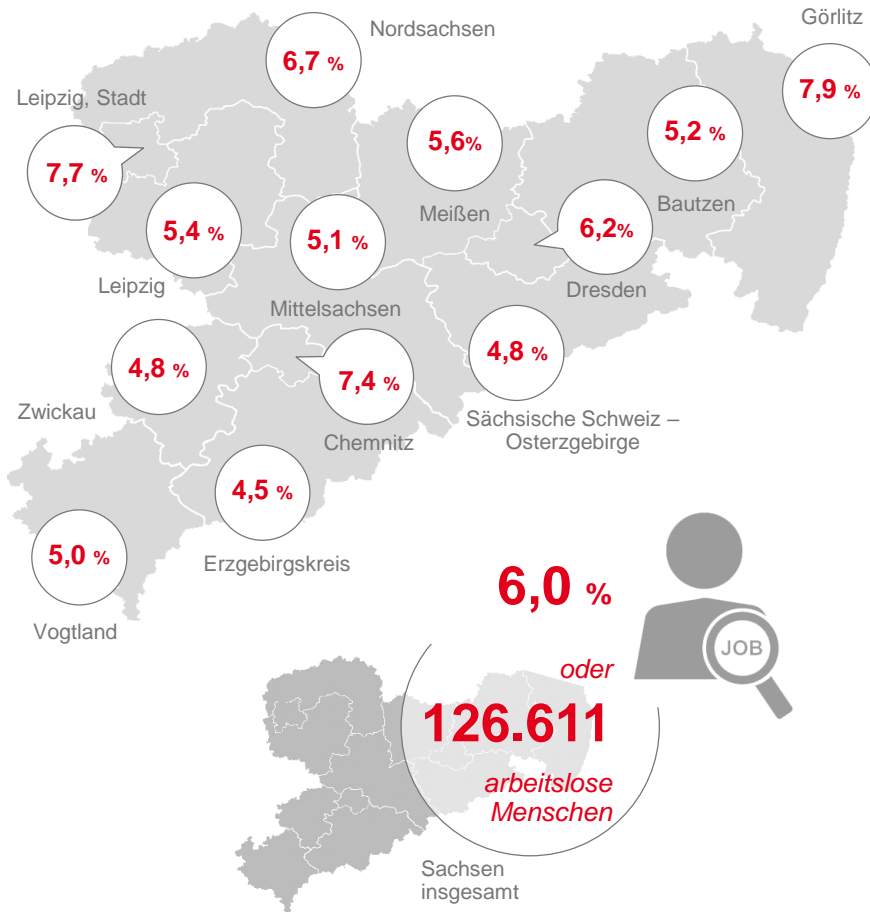 Görlitz
7,9 %
Nordsachsen
6,7 %
Leipzig, Stadt
7,7 %
5,6%
Meißen
5,2 %
Bautzen
5,4 %
Leipzig
5,1 %
Mittelsachsen
6,2%
Dresden
4,8 %
Zwickau
7,4 %
Chemnitz
4,8 %
Sächsische Schweiz –
Osterzgebirge
4,5 %
Erzgebirgskreis
5,0 %
Vogtland
6,0 %
JOB
oder
126.611
arbeitslose
Menschen
Sachsen
insgesamt